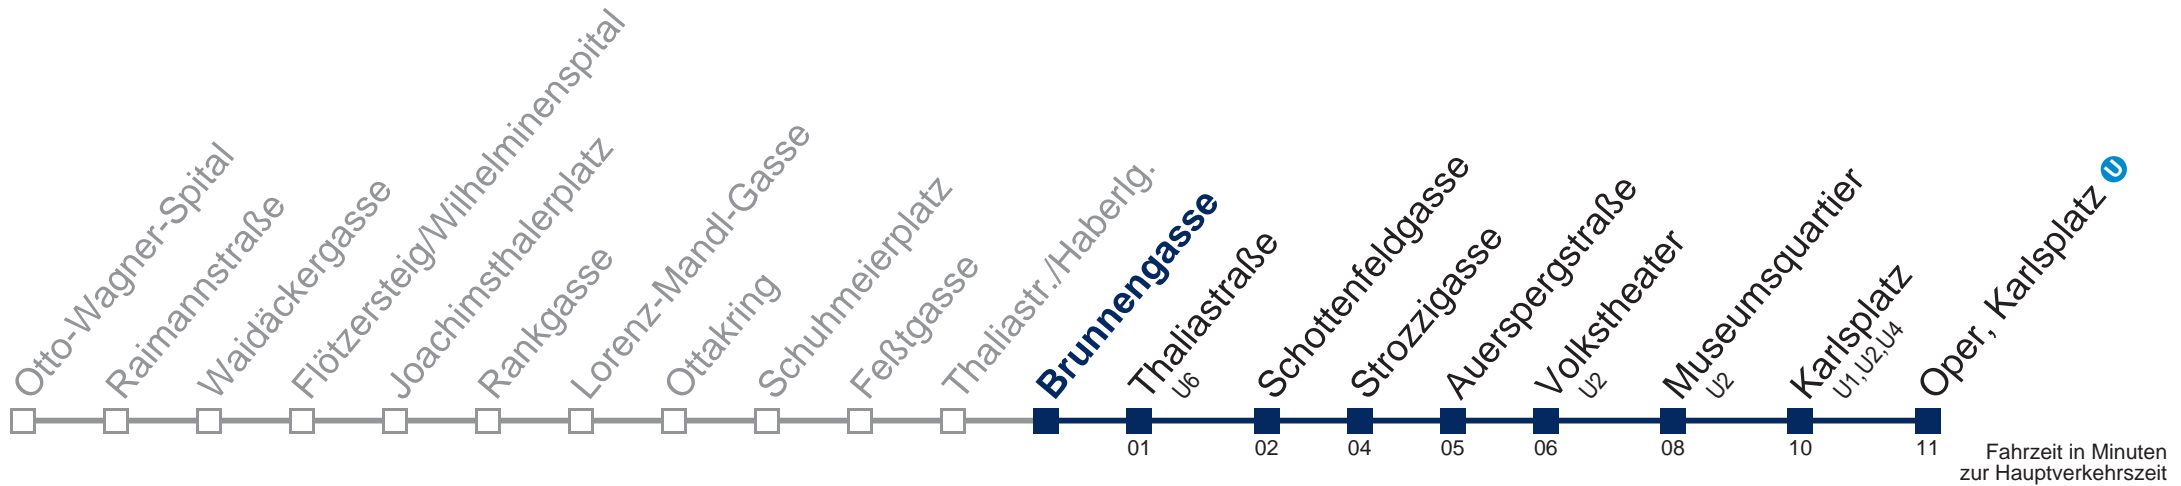 Otto-Wagner-Spital
Raimannstraße
Waidäckergasse
Flötzersteig/Wilhelminenspital
Joachimsthalerplatz
Rankgasse
Lorenz-Mandl-Gasse
Ottakring
Schuhmeierplatz
Feßtgasse
Thaliastr./Haberlg.
Brunnengasse
Thaliastraße
U6
Schottenfeldgasse
Strozzigasse
Auerspergstraße
Volkstheater
U2
Museumsquartier
U2
Karlsplatz
U1,U2,U4
Oper, Karlsplatz U
01 02 04 05 06 08 10 11
Fahrzeit in Minuten
zur Hauptverkehrszeit